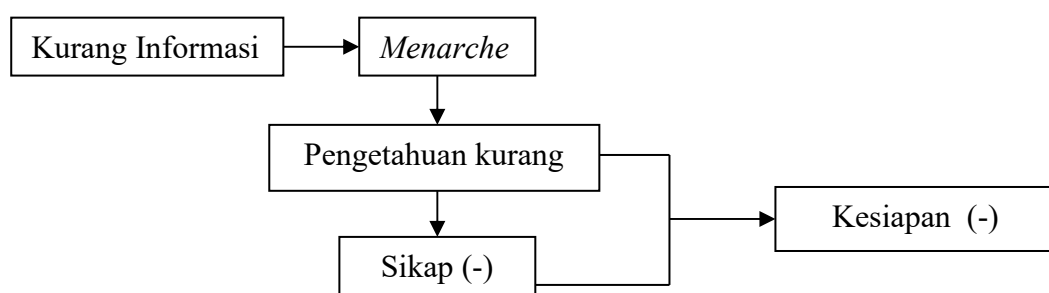 Kurang Informasi
Menarche
Pengetahuan kurang
Kesiapan (-)
Sikap (-)